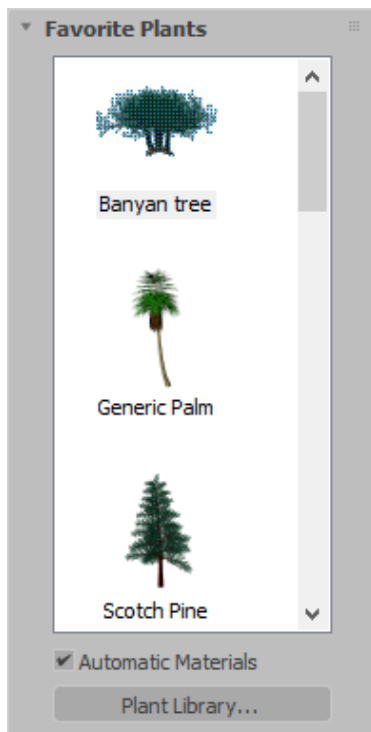 Favorite Plants
Banyan tree
Generic Palm
Scotch Pine
Automatic Materials
Plant Library...